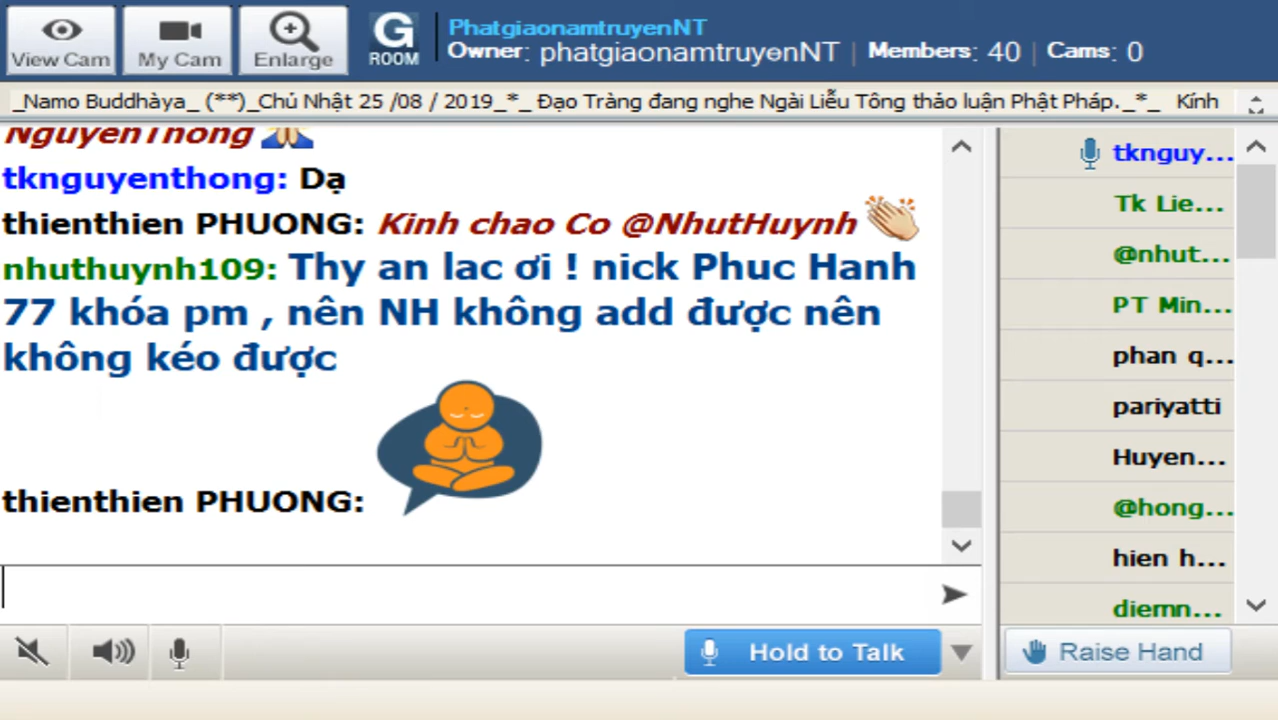 View Cam
My Cam
Enlarge
G
ROOM
PhatgiaonamtruyenNT
Owner: phatgiaonamtruyenNT | Members: 40 | Cams: 0
_Namo Buddhàya_ (**)_Chủ Nhật 25 /08 / 2019_*_ Đạo Tràng đang nghe Ngài Liễu Tông thảo luận Phật Pháp._*_ Kính
NguyenThong
tknguyenthong: Dạ
thienthien PHUONG: Kinh chao Co @NhutHuynh
nhuthuynh109: Thy an lac ơi ! nick Phuc Hanh
77 khóa pm , nên NH không add được nên
không kéo được
thienthien PHUONG:
tknguy...
Tk Lie...
@nhut...
PT Min...
phan q...
pariyatti
Huyen...
@hong...
hien h...
diemn...
Hold to Talk
Raise Hand